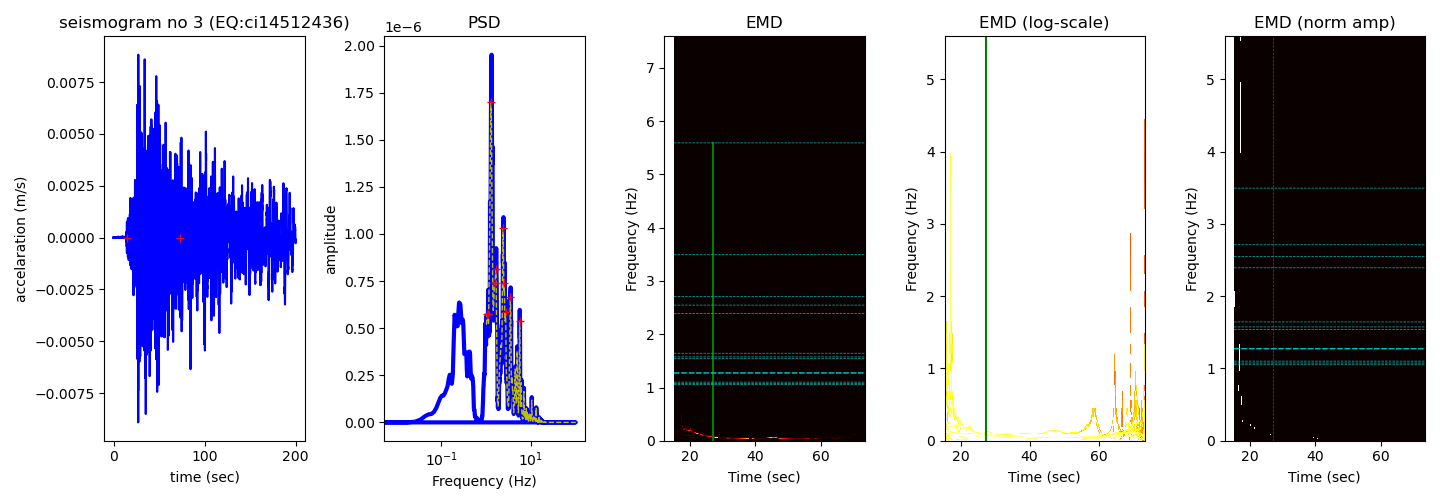 seismogram no 3 (EQ:ci14512436)
accelaration (m/s)
0.0075
0.0050
0.0025
0.0000
−0.0025
−0.0050
−0.0075
0 100 200
time (sec)
PSD
1e−6
amplitude
2.00
1.75
1.50
1.25
1.00
0.75
0.50
0.25
0.00
10−1 101
Frequency (Hz)
EMD
Frequency (Hz)
7
6
5
4
3
2
1
0
20 40 60
Time (sec)
EMD (log-scale)
Frequency (Hz)
5
4
3
2
1
0
20 40 60
Time (sec)
EMD (norm amp)
Frequency (Hz)
5
4
3
2
1
0
20 40 60
Time (sec)